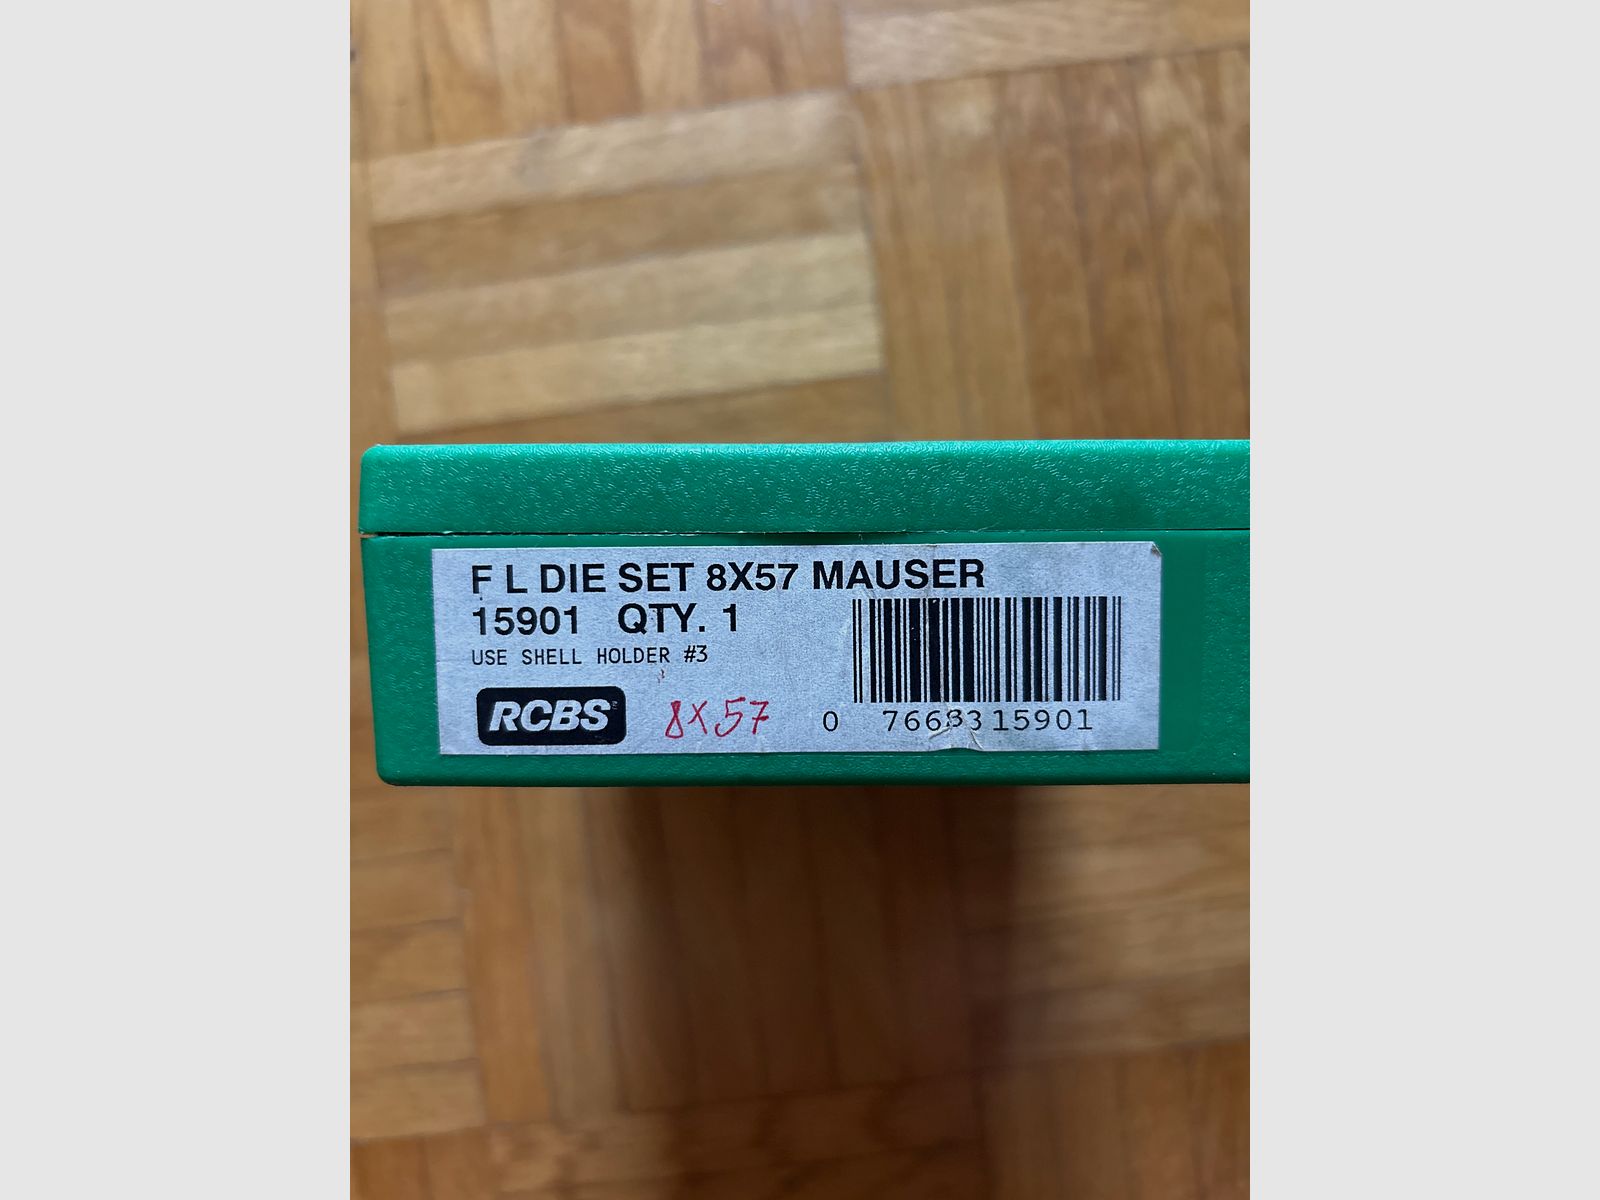 F L DIE SET 8X57 MAUSER
15901 QTY. 1
USE SHELL HOLDER #3
RCBS 8X57
0 76683 15901